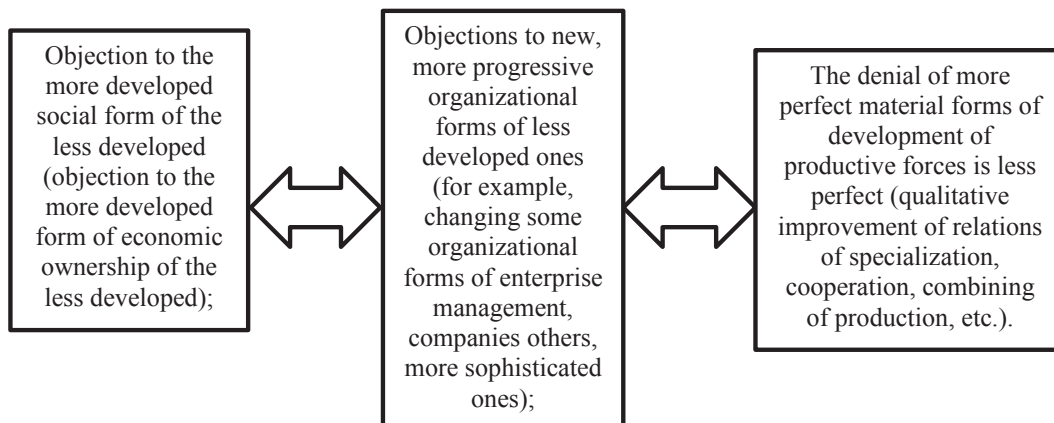 Objection to the
more developed
social form of the
less developed
(objection to the
more developed
form of economic
ownership of the
less developed);
Objections to new,
more progressive
organizational
forms of less
developed ones
(for example,
changing some
organizational
forms of enterprise
management,
companies others,
more sophisticated
ones);
The denial of more
perfect material forms of
development of
productive forces is less
perfect (qualitative
improvement of relations
of specialization,
cooperation, combining
of production, etc.).